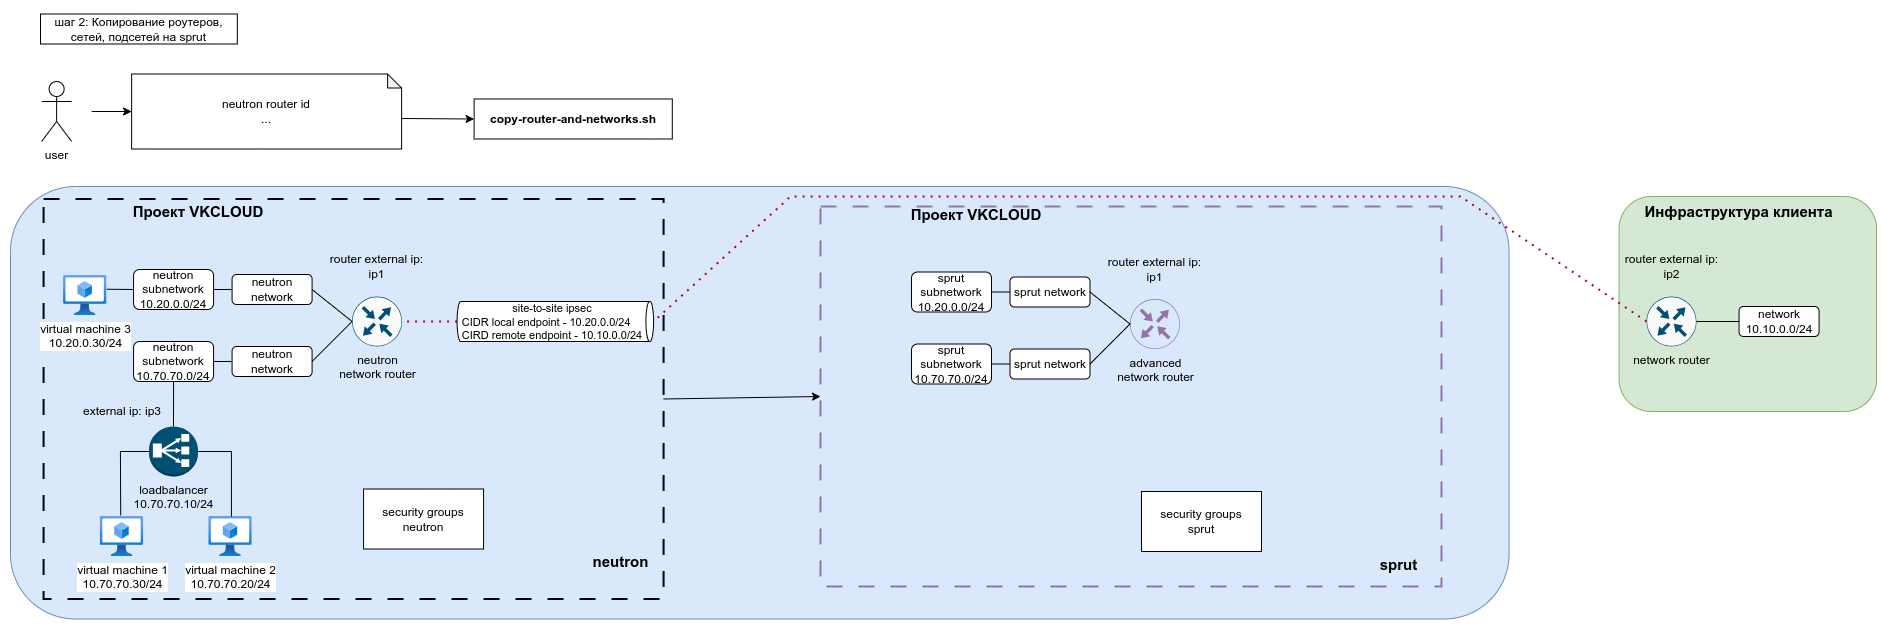 шаг 2: Копирование роутеров,
сетей, подсетей на sprut
user
neutron router id
...
copy-router-and-networks.sh
Проект VKCLOUD
neutron
subnetwork
10.20.0.0/24
neutron
network
router external ip:
ip1
virtual machine 3
10.20.0.30/24
neutron
subnetwork
10.70.70.0/24
neutron
network
neutron
network router
site-to-site ipsec
CIDR local endpoint - 10.20.0.0/24
CIRD remote endpoint - 10.10.0.0/24
external ip: ip3
loadbalancer
10.70.70.10/24
virtual machine 1
10.70.70.30/24
virtual machine 2
10.70.70.20/24
security groups
neutron
neutron
Проект VKCLOUD
sprut
subnetwork
10.20.0.0/24
sprut network
router external ip:
ip1
sprut
subnetwork
10.70.70.0/24
sprut network
advanced
network router
security groups
sprut
sprut
Инфраструктура клиента
router external ip:
ip2
network router
network
10.10.0.0/24